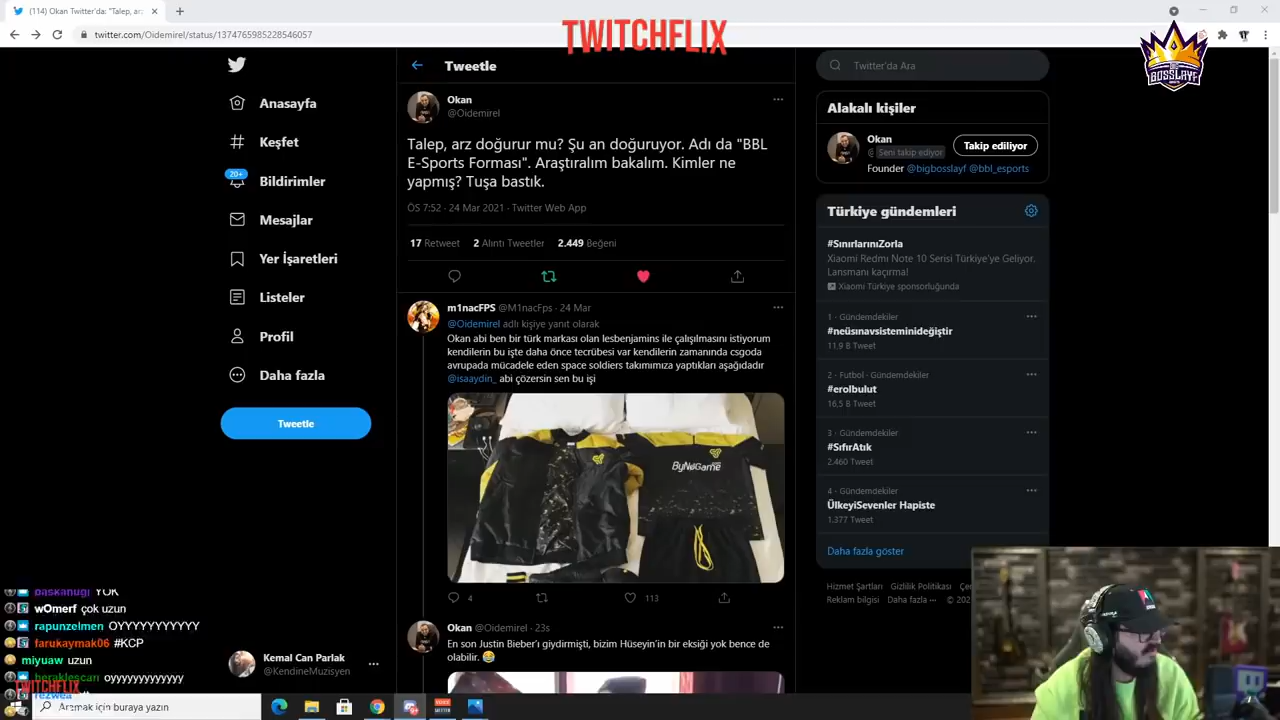 (114) Okan Twitter'da: "Talep, ar
TWITCHFLIX
twitter.com/Oidemirel/status/1374765985228546057
BOSSLAYF
Anasayfa
Keşfet
20+
Bildirimler
Mesajlar
Yer İşaretleri
Listeler
Profil
Daha fazla
Tweetle
Kemal Can Parlak
@KendineMuzisyen
Tweetle
Okan
@Oidemirel
Talep, arz doğurur mu? Şu an doğuruyor. Adı da "BBL
E-Sports Forması". Araştıralım bakalım. Kimler ne
yapmış? Tuşa bastık.
ÖS 7:52 · 24 Mar 2021 · Twitter Web App
17 Retweet 2 Alıntı Tweetler 2.449 Beğeni
m1nacFPS @M1nacFps · 24 Mar
@Oidemirel adlı kişiye yanıt olarak
Okan abi ben bir türk markası olan lesbenjamins ile çalışılmasını istiyorum
kendilerin bu işte daha önce tecrübesi var kendilerin zamanında csgoda
avrupada mücadele eden space soldiers takımımıza yaptıkları aşağıdadır
@isaaydin_ abi çözersin sen bu işi
ByNoGame
4 113
Okan @Oidemirel · 23s
En son Justin Bieber'ı giydirmişti, bizim Hüseyin'in bir eksiği yok bence de
olabilir.
Twitter'da Ara
Alakalı kişiler
Okan
Seni takip ediyor
Takip ediliyor
Founder @bigbosslayf @bbl_esports
Türkiye gündemleri
#SınırlarınıZorla
Xiaomi Redmi Note 10 Serisi Türkiye'ye Geliyor.
Lansmanı kaçırma!
Xiaomi Türkiye sponsorluğunda
1 · Gündemdekiler
#neüsınavsisteminideğiştir
11,9 B Tweet
2 · Futbol · Gündemdekiler
#erolbulut
16,5 B Tweet
3 · Gündemdekiler
#SıfırAtık
2.460 Tweet
4 · Gündemdekiler
ÜlkeyiSevenler Hapiste
1.377 Tweet
Daha fazla göster
Hizmet Şartları Gizlilik Politikası
Reklam bilgisi Daha fazla ··· ©
baskanugi YOK
wOmerf çok uzun
rapunzelmen OYYYYYYYYYYY
farukaymak06 #KCP
miyuaw uzun
heraklescan oyyyyyyyyyyyy
TWITCHFLIX
rezwea
Aramak için buraya yazın